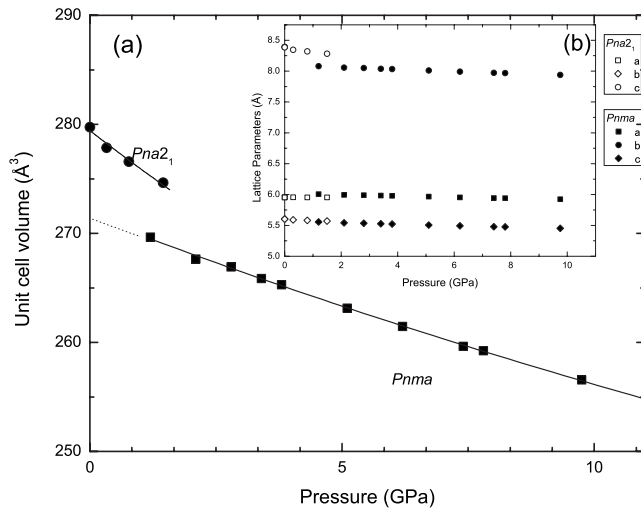 (a)
(b)
Pna2₁
Pnma
Unit cell volume (Å³)
290
280
270
260
250
0
5
10
Pressure (GPa)
Lattice Parameters (Å)
8.5
8.0
7.5
7.0
6.5
6.0
5.5
5.0
0
2
4
6
8
10
Pressure (GPa)
Pna2₁
a
b
c
Pnma
a
b
c